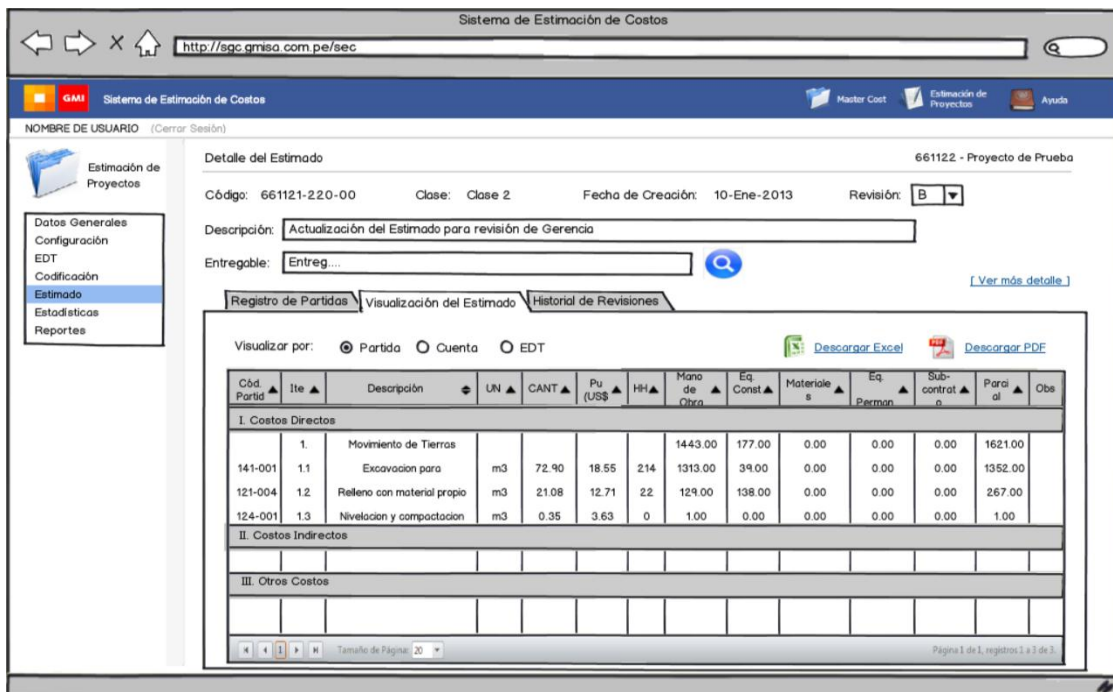 Sistema de Estimación de Costos
http://sgc.gmisa.com.pe/sec
GMI Sistema de Estimación de Costos Master Cost Estimación de Proyectos Ayuda
NOMBRE DE USUARIO (Cerrar Sesión)
Estimación de Proyectos
Datos Generales
Configuración
EDT
Codificación
Estimado
Estadísticas
Reportes
Detalle del Estimado 661122 - Proyecto de Prueba
Código: 661121-220-00 Clase: Clase 2 Fecha de Creación: 10-Ene-2013 Revisión: B
Descripción: Actualización del Estimado para revisión de Gerencia
Entregable: Entreg....
[ Ver más detalle ]
Registro de Partidas Visualización del Estimado Historial de Revisiones
Visualizar por: Partida Cuenta EDT Descargar Excel PDF Descargar PDF
Cód. Partid Ite Descripción UN CANT Pu (US$ HH Mano de Obra Eq. Const Materiale s Eq. Perman Sub-contrat o Parci al Obs
I. Costos Directos
1. Movimiento de Tierras 1443.00 177.00 0.00 0.00 0.00 1621.00
141-001 1.1 Excavacion para m3 72.90 18.55 214 1313.00 39.00 0.00 0.00 0.00 1352.00
121-004 1.2 Relleno con material propio m3 21.08 12.71 22 129.00 138.00 0.00 0.00 0.00 267.00
124-001 1.3 Nivelacion y compactacion m3 0.35 3.63 0 1.00 0.00 0.00 0.00 0.00 1.00
II. Costos Indirectos
III. Otros Costos
1 Tamaño de Página: 20 Página 1 de 1, registros 1 a 3 de 3.